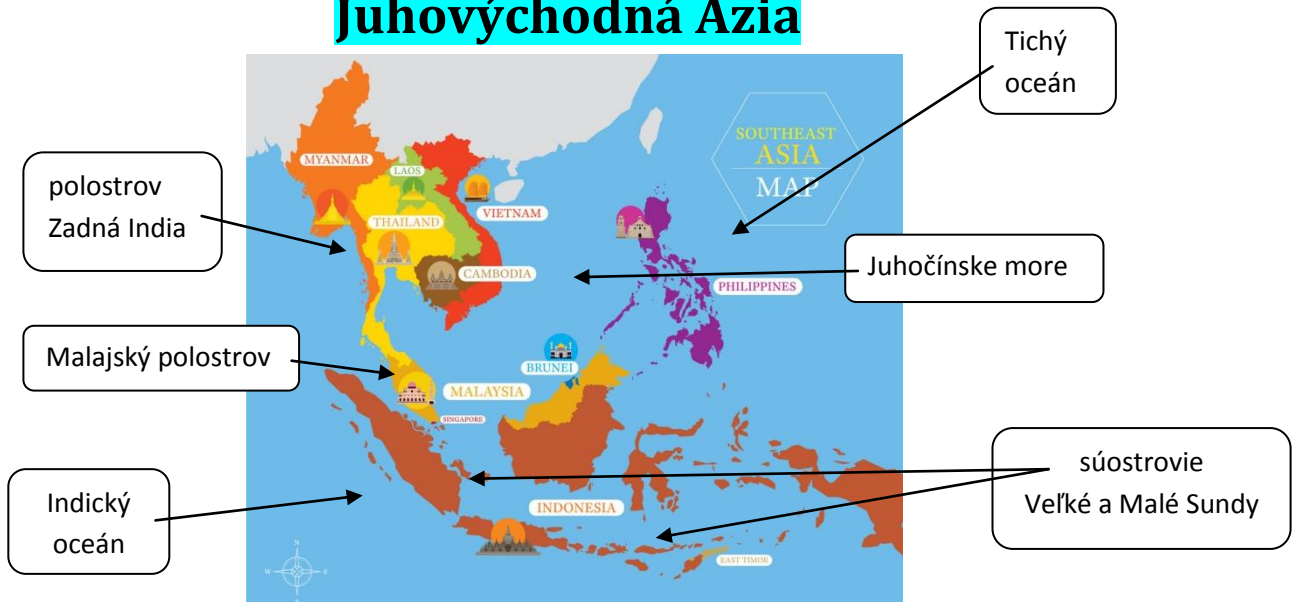 Juhovýchodná Ázia
Tichý
oceán
SOUTHEAST
ASIA
MAP
MYANMAR
LAOS
polostrov
Zadná India
THAILAND
VIETNAM
Juhočínske more
CAMBODIA
PHILIPPINES
Malajský polostrov
BRUNEI
MALAYSIA
SINGAPORE
súostrovie
Veľké a Malé Sundy
Indický
oceán
INDONESIA
EAST TIMOR
N
W
E